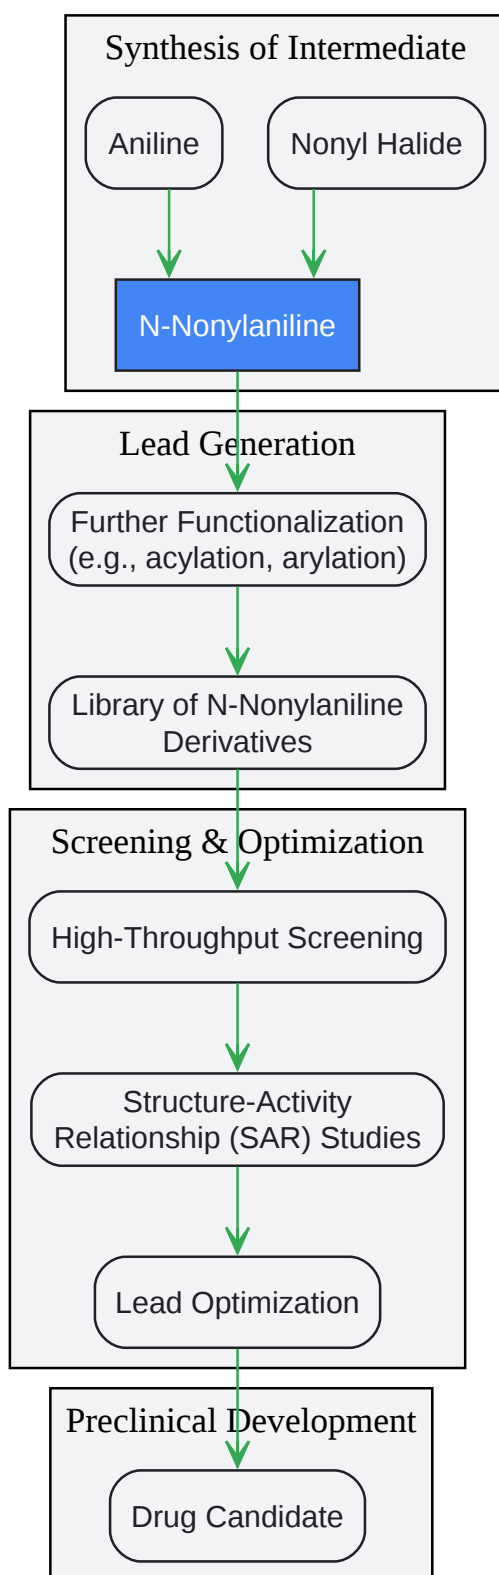 Synthesis of Intermediate
Aniline
Nonyl Halide
N-Nonylaniline
Lead Generation
Further Functionalization
(e.g., acylation, arylation)
Library of N-Nonylaniline
Derivatives
Screening & Optimization
High-Throughput Screening
Structure-Activity
Relationship (SAR) Studies
Lead Optimization
Preclinical Development
Drug Candidate